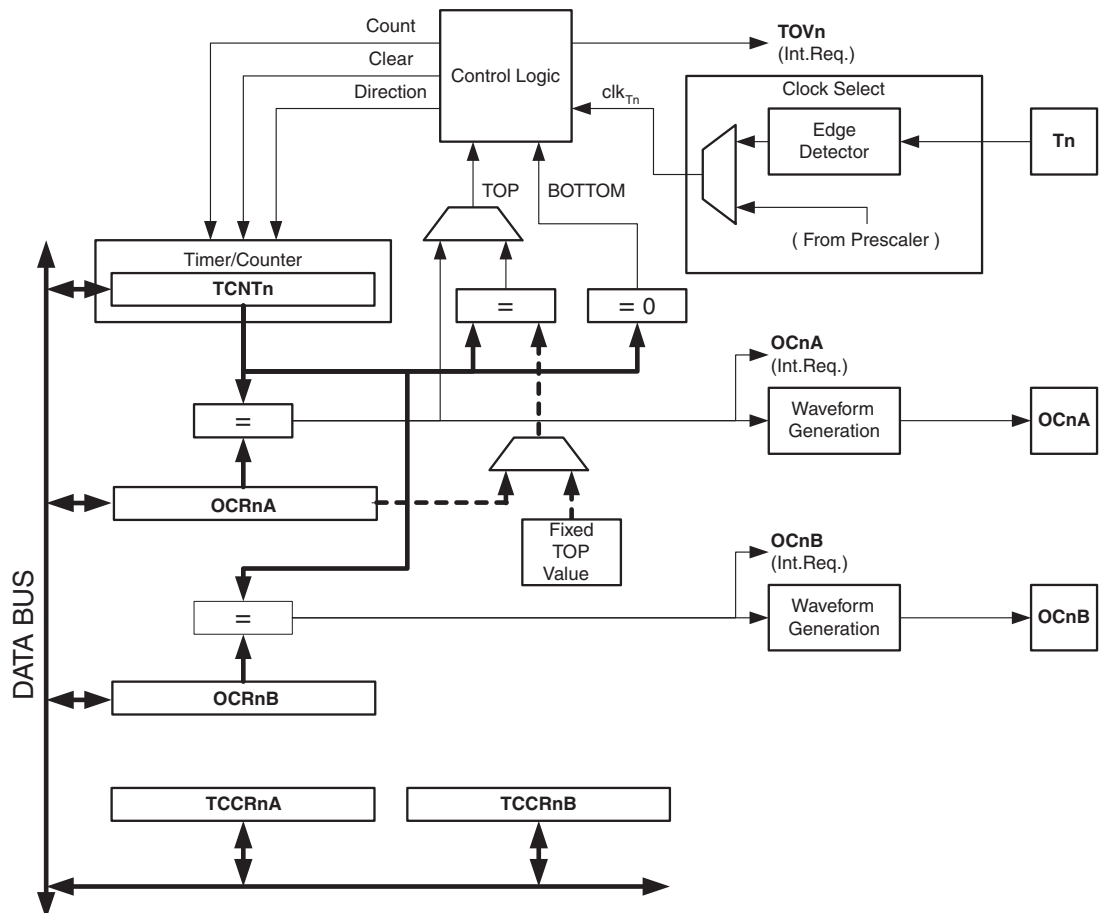 Count
Clear
Direction
Control Logic
TOVn
(Int.Req.)
clkTn
Clock Select
Edge
Detector
Tn
( From Prescaler )
TOP
BOTTOM
Timer/Counter
TCNTn
=
= 0
=
OCnA
(Int.Req.)
Waveform
Generation
OCnA
OCRnA
Fixed
TOP
Value
OCnB
(Int.Req.)
=
Waveform
Generation
OCnB
OCRnB
DATA BUS
TCCRnA
TCCRnB